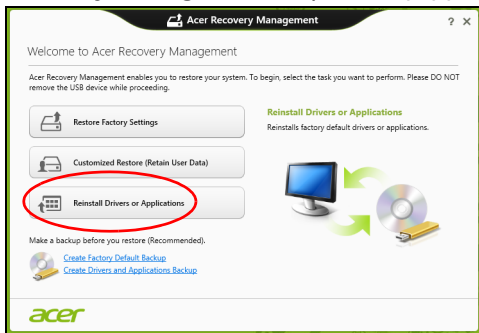 Acer Recovery Management
? ×
Welcome to Acer Recovery Management
Acer Recovery Management enables you to restore your system. To begin, select the task you want to perform. Please DO NOT
remove the USB device while proceeding.
Restore Factory Settings
Customized Restore (Retain User Data)
Reinstall Drivers or Applications
Reinstall Drivers or Applications
Reinstalls factory default drivers or applications.
Make a backup before you restore (Recommended).
Create Factory Default Backup
Create Drivers and Applications Backup
acer